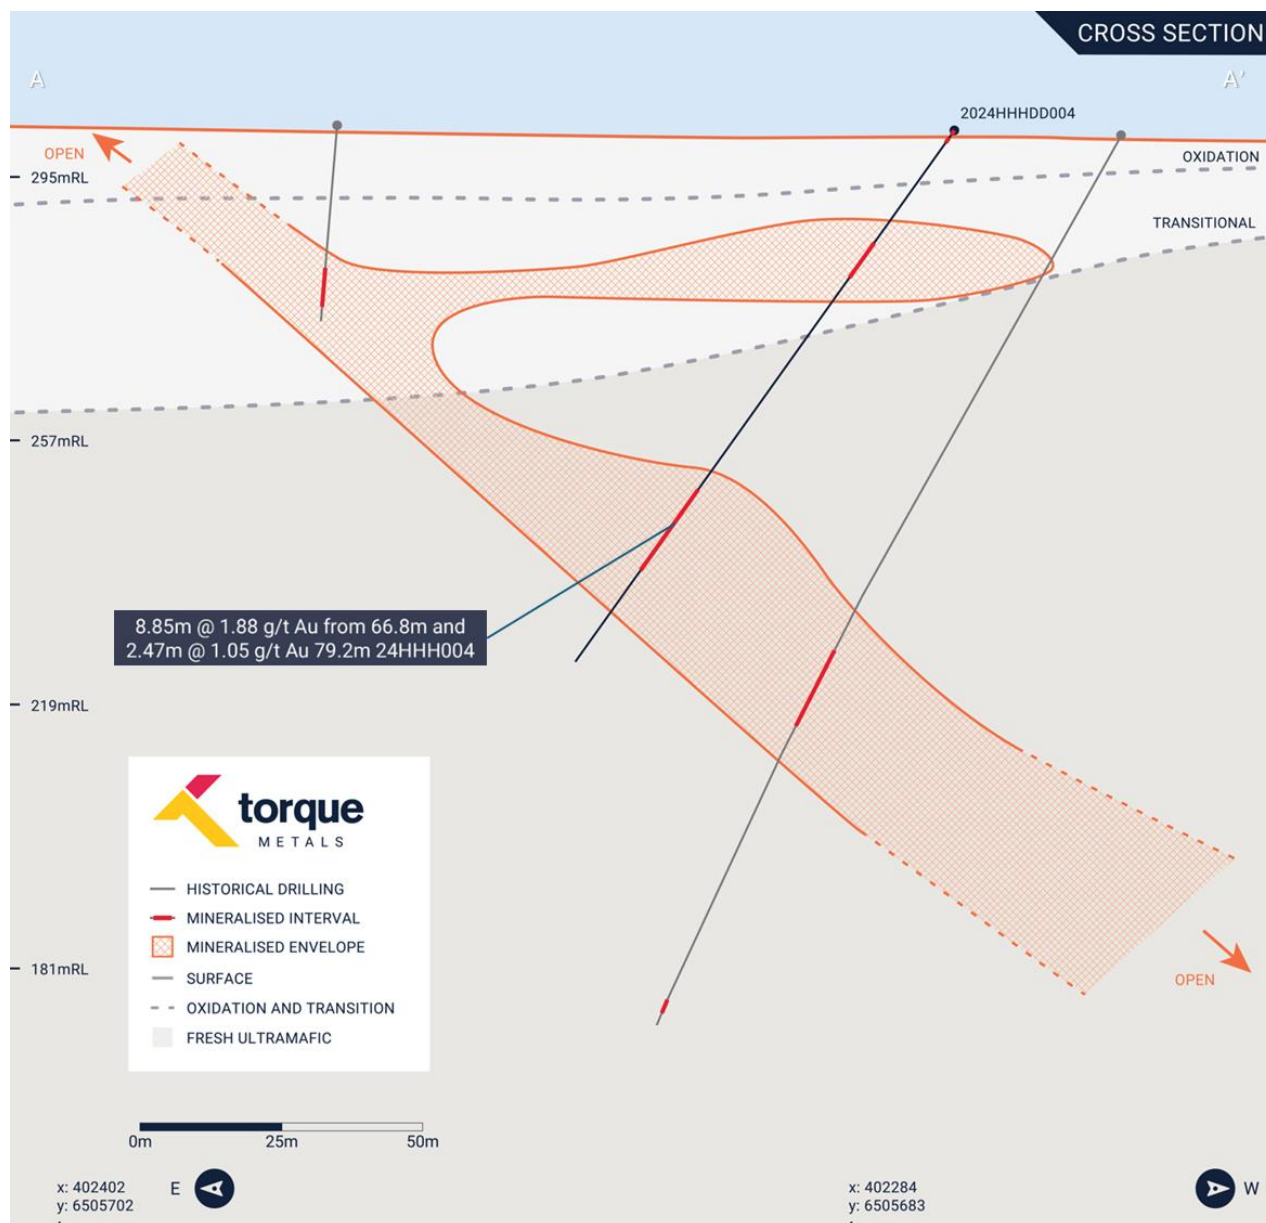 CROSS SECTION
A
A'
2024HHHDD004
OPEN
OXIDATION
295mRL
TRANSITIONAL
257mRL
8.85m @ 1.88 g/t Au from 66.8m and
2.47m @ 1.05 g/t Au 79.2m 24HHH004
219mRL
torque
METALS
HISTORICAL DRILLING
MINERALISED INTERVAL
MINERALISED ENVELOPE
181mRL
SURFACE
OPEN
OXIDATION AND TRANSITION
FRESH ULTRAMAFIC
0m 25m 50m
x: 402402
y: 6505702
E
x: 402284
y: 6505683
W